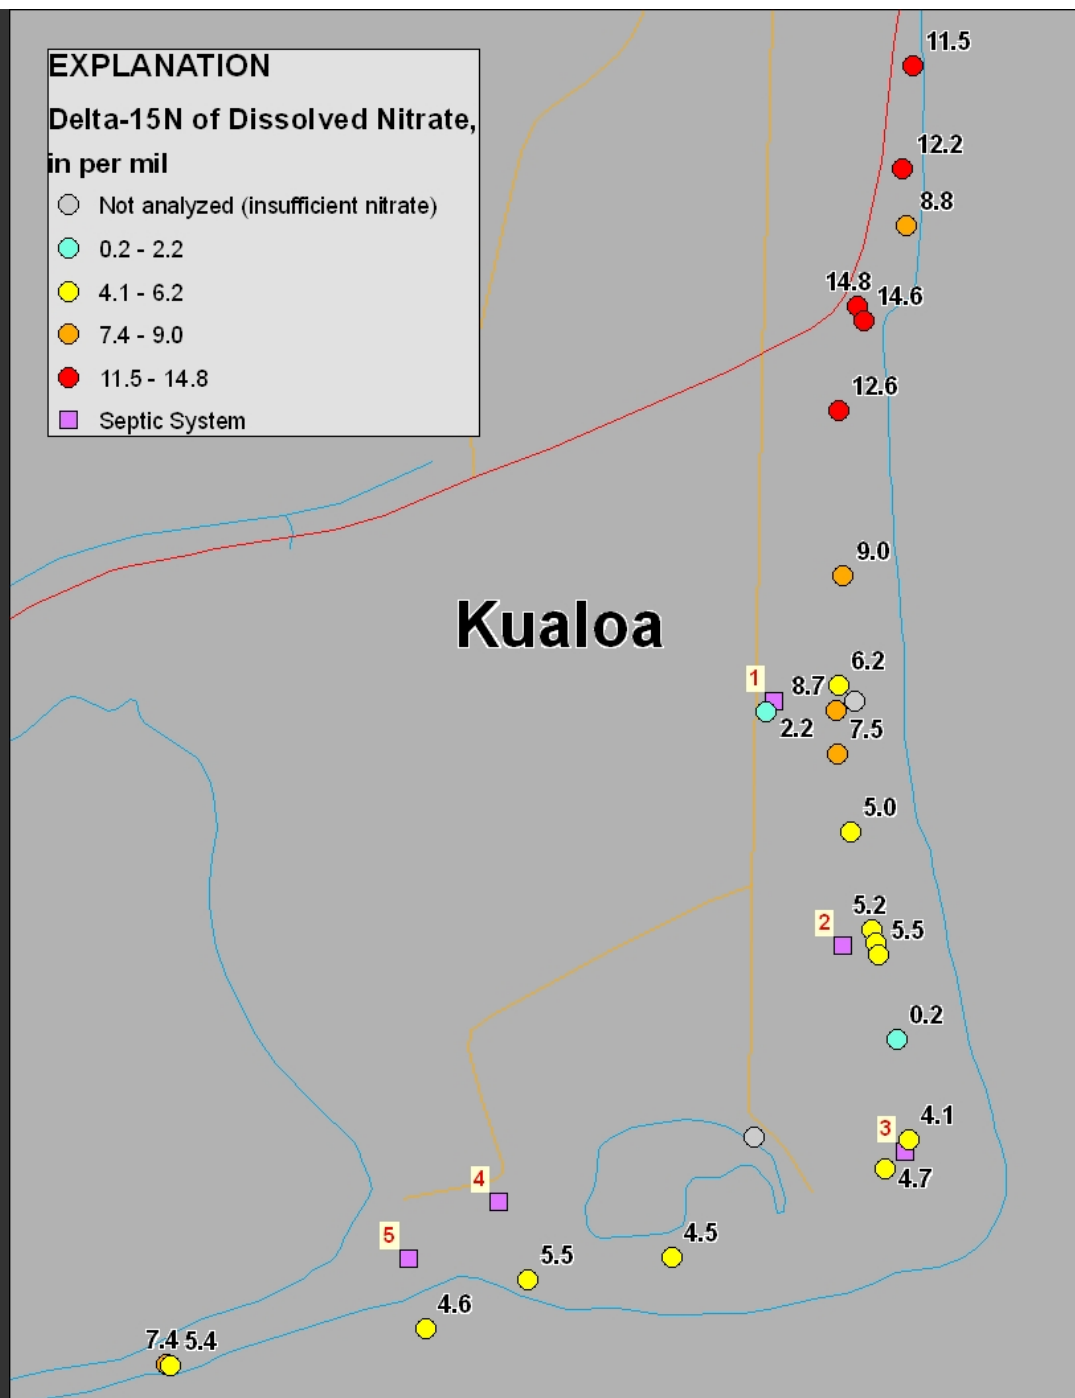 EXPLANATION
Delta-15N of Dissolved Nitrate,
in per mil
Not analyzed (insufficient nitrate)
0.2 - 2.2
4.1 - 6.2
7.4 - 9.0
11.5 - 14.8
Septic System
11.5
12.2
8.8
14.8
14.6
12.6
9.0
Kualoa
6.2
1
8.7
2.2
7.5
5.0
5.2
2
5.5
0.2
4.1
3
4.7
4
5
4.5
5.5
4.6
7.4 5.4